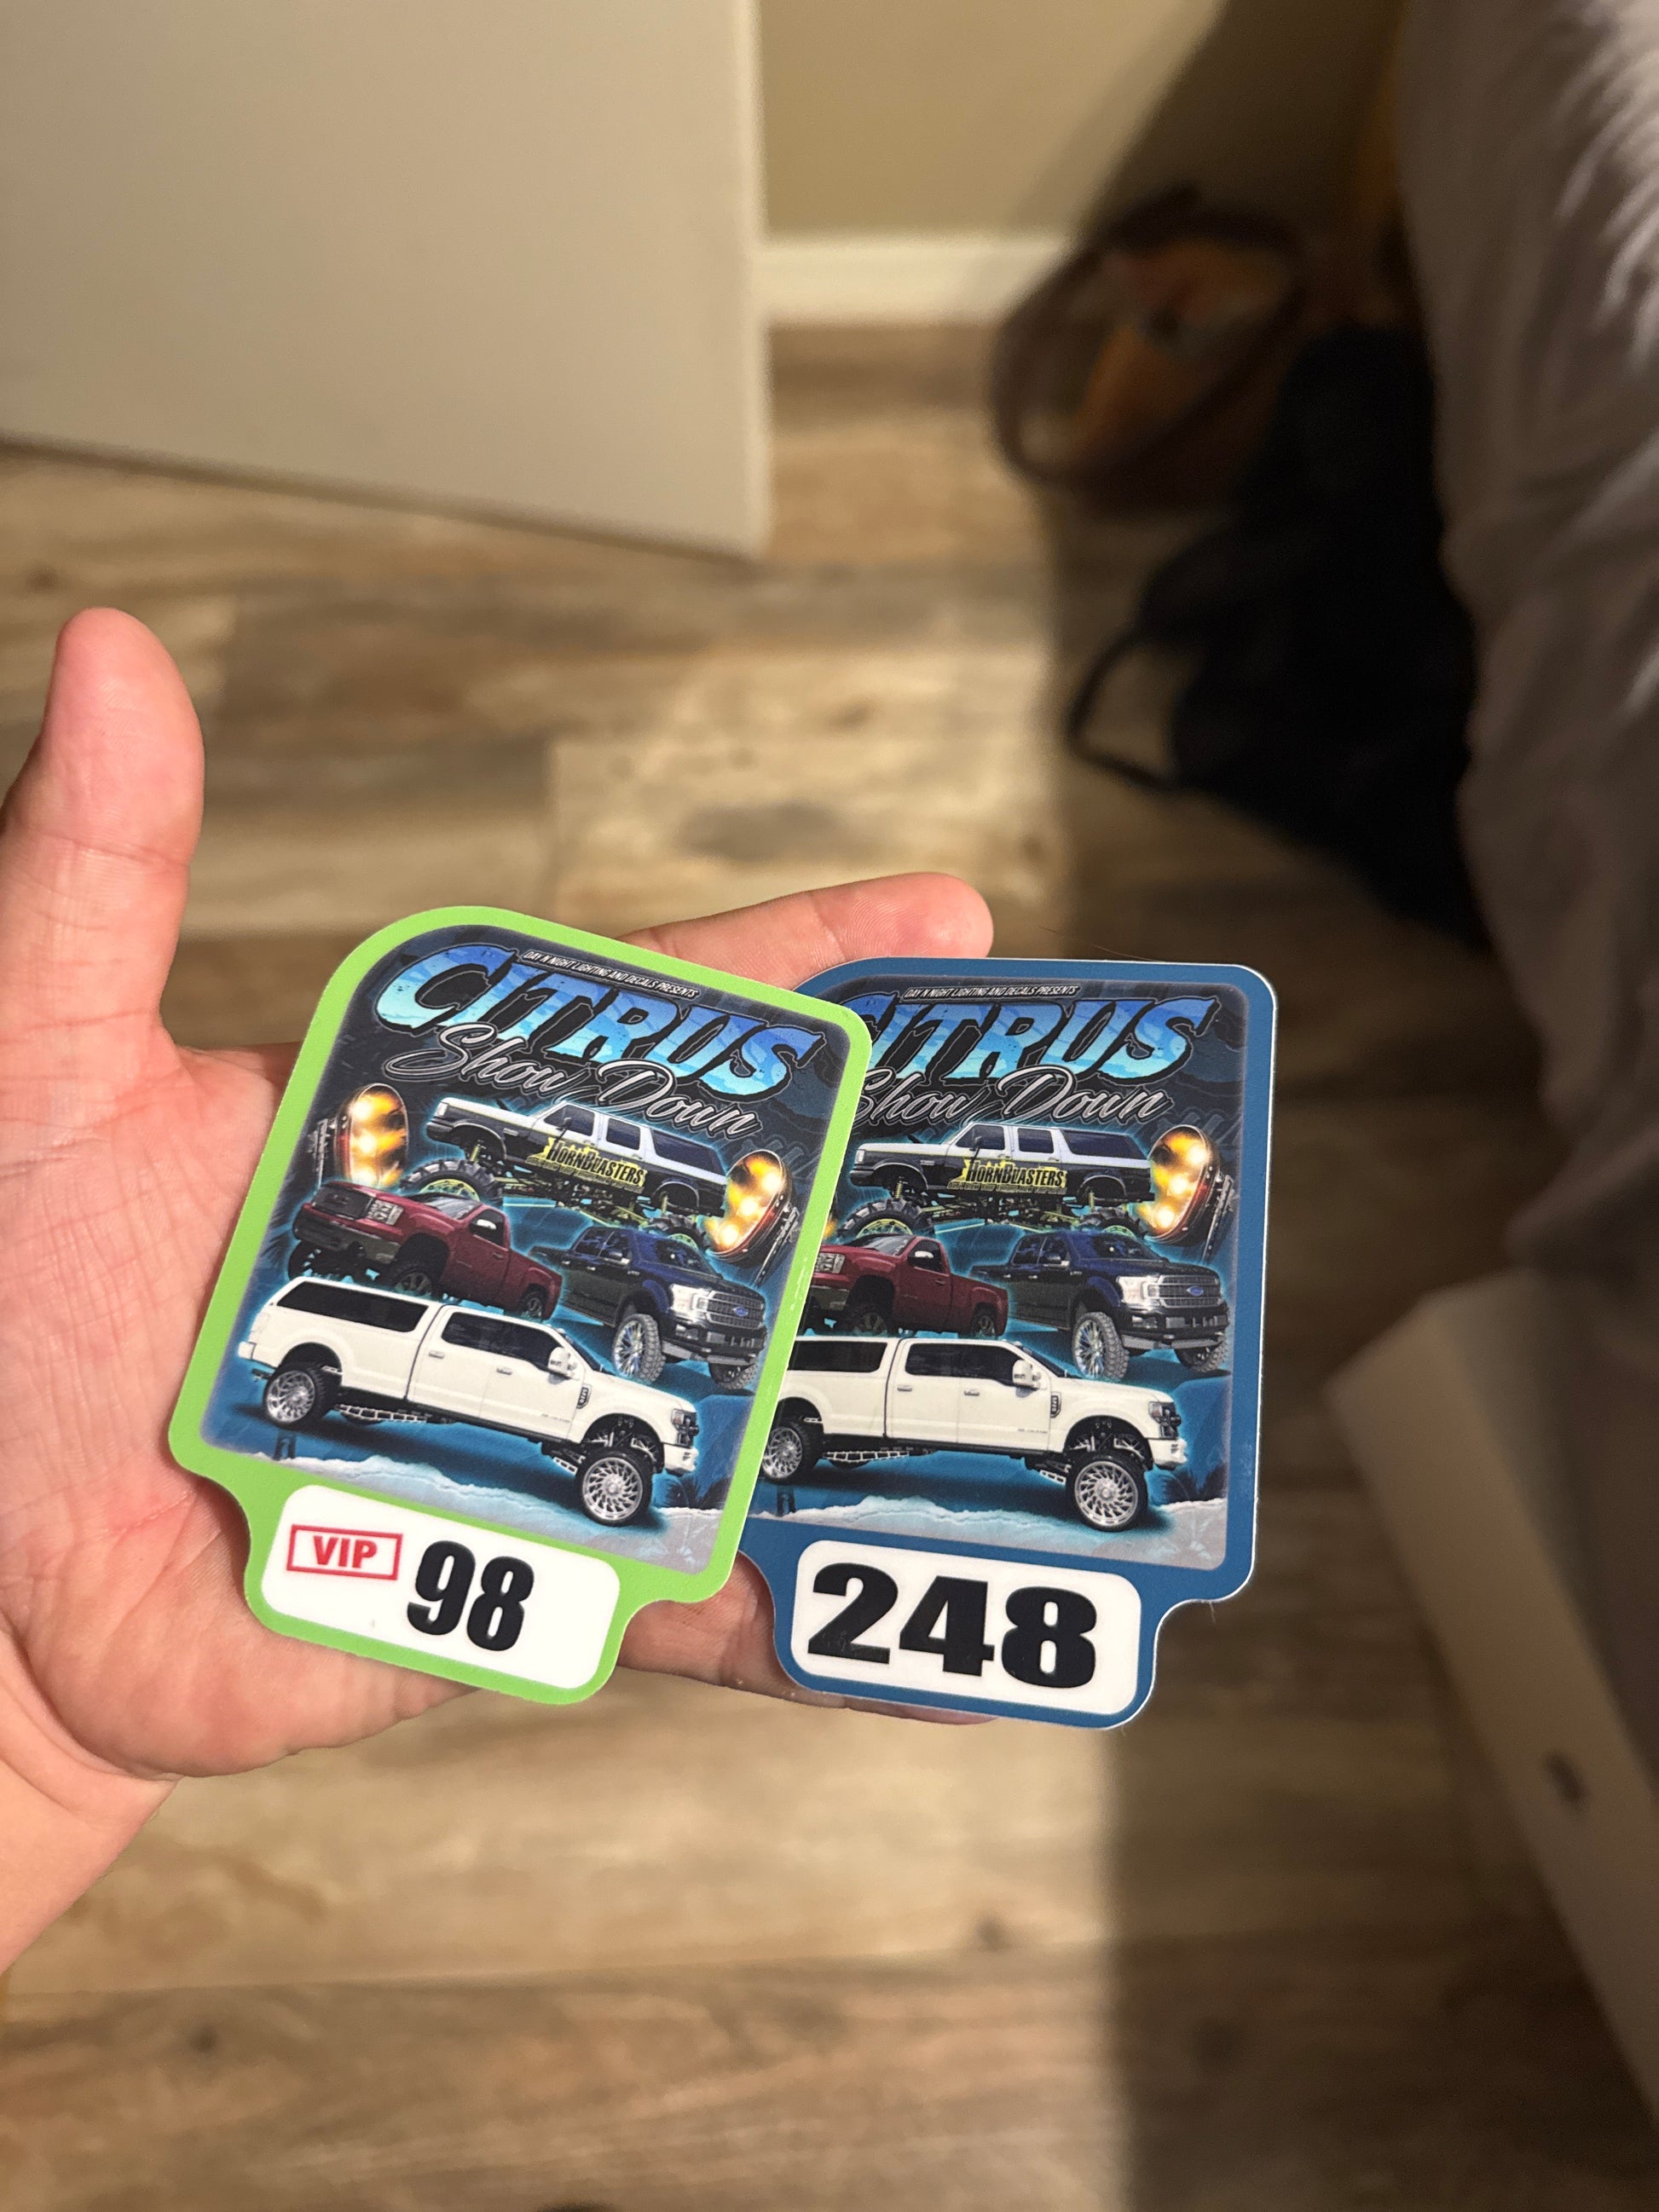 DAY N NIGHT LIGHTING AND DECALS PRESENTS
CITRUS
Show Down
HORNBLASTERS
VIP 98
DAY N NIGHT LIGHTING AND DECALS PRESENTS
CITRUS
Show Down
HORNBLASTERS
248